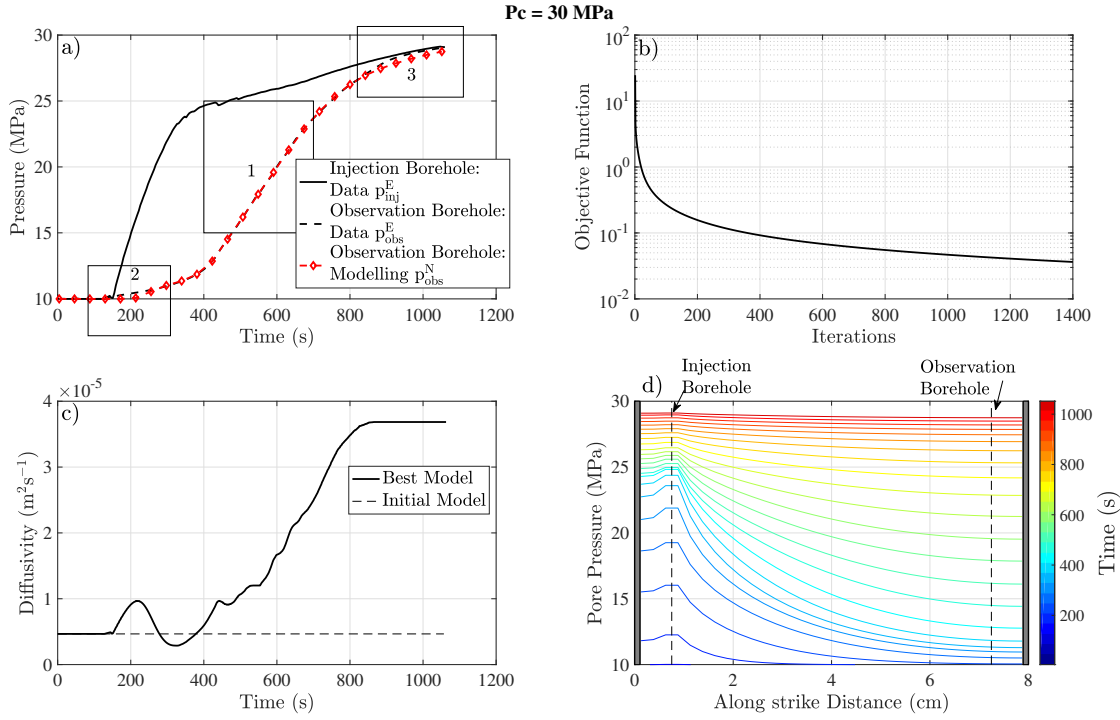 Pc = 30 MPa
a)
30
25
20
15
10
Pressure (MPa)
0
200
400
600
800
1000
1200
Time (s)
1
2
3
Injection Borehole:
Data p^E_inj
Observation Borehole:
Data p^E_obs
Observation Borehole:
Modelling p^N_obs
b)
10^2
10^1
10^0
10^-1
10^-2
Objective Function
0
200
400
600
800
1000
1200
1400
Iterations
c)
×10^-5
4
3
2
1
0
Diffusivity (m^2s^-1)
0
200
400
600
800
1000
1200
Time (s)
Best Model
Initial Model
d)
Injection
Borehole
Observation
Borehole
30
25
20
15
10
Pore Pressure (MPa)
0
2
4
6
8
Along strike Distance (cm)
1000
800
600
400
200
Time (s)